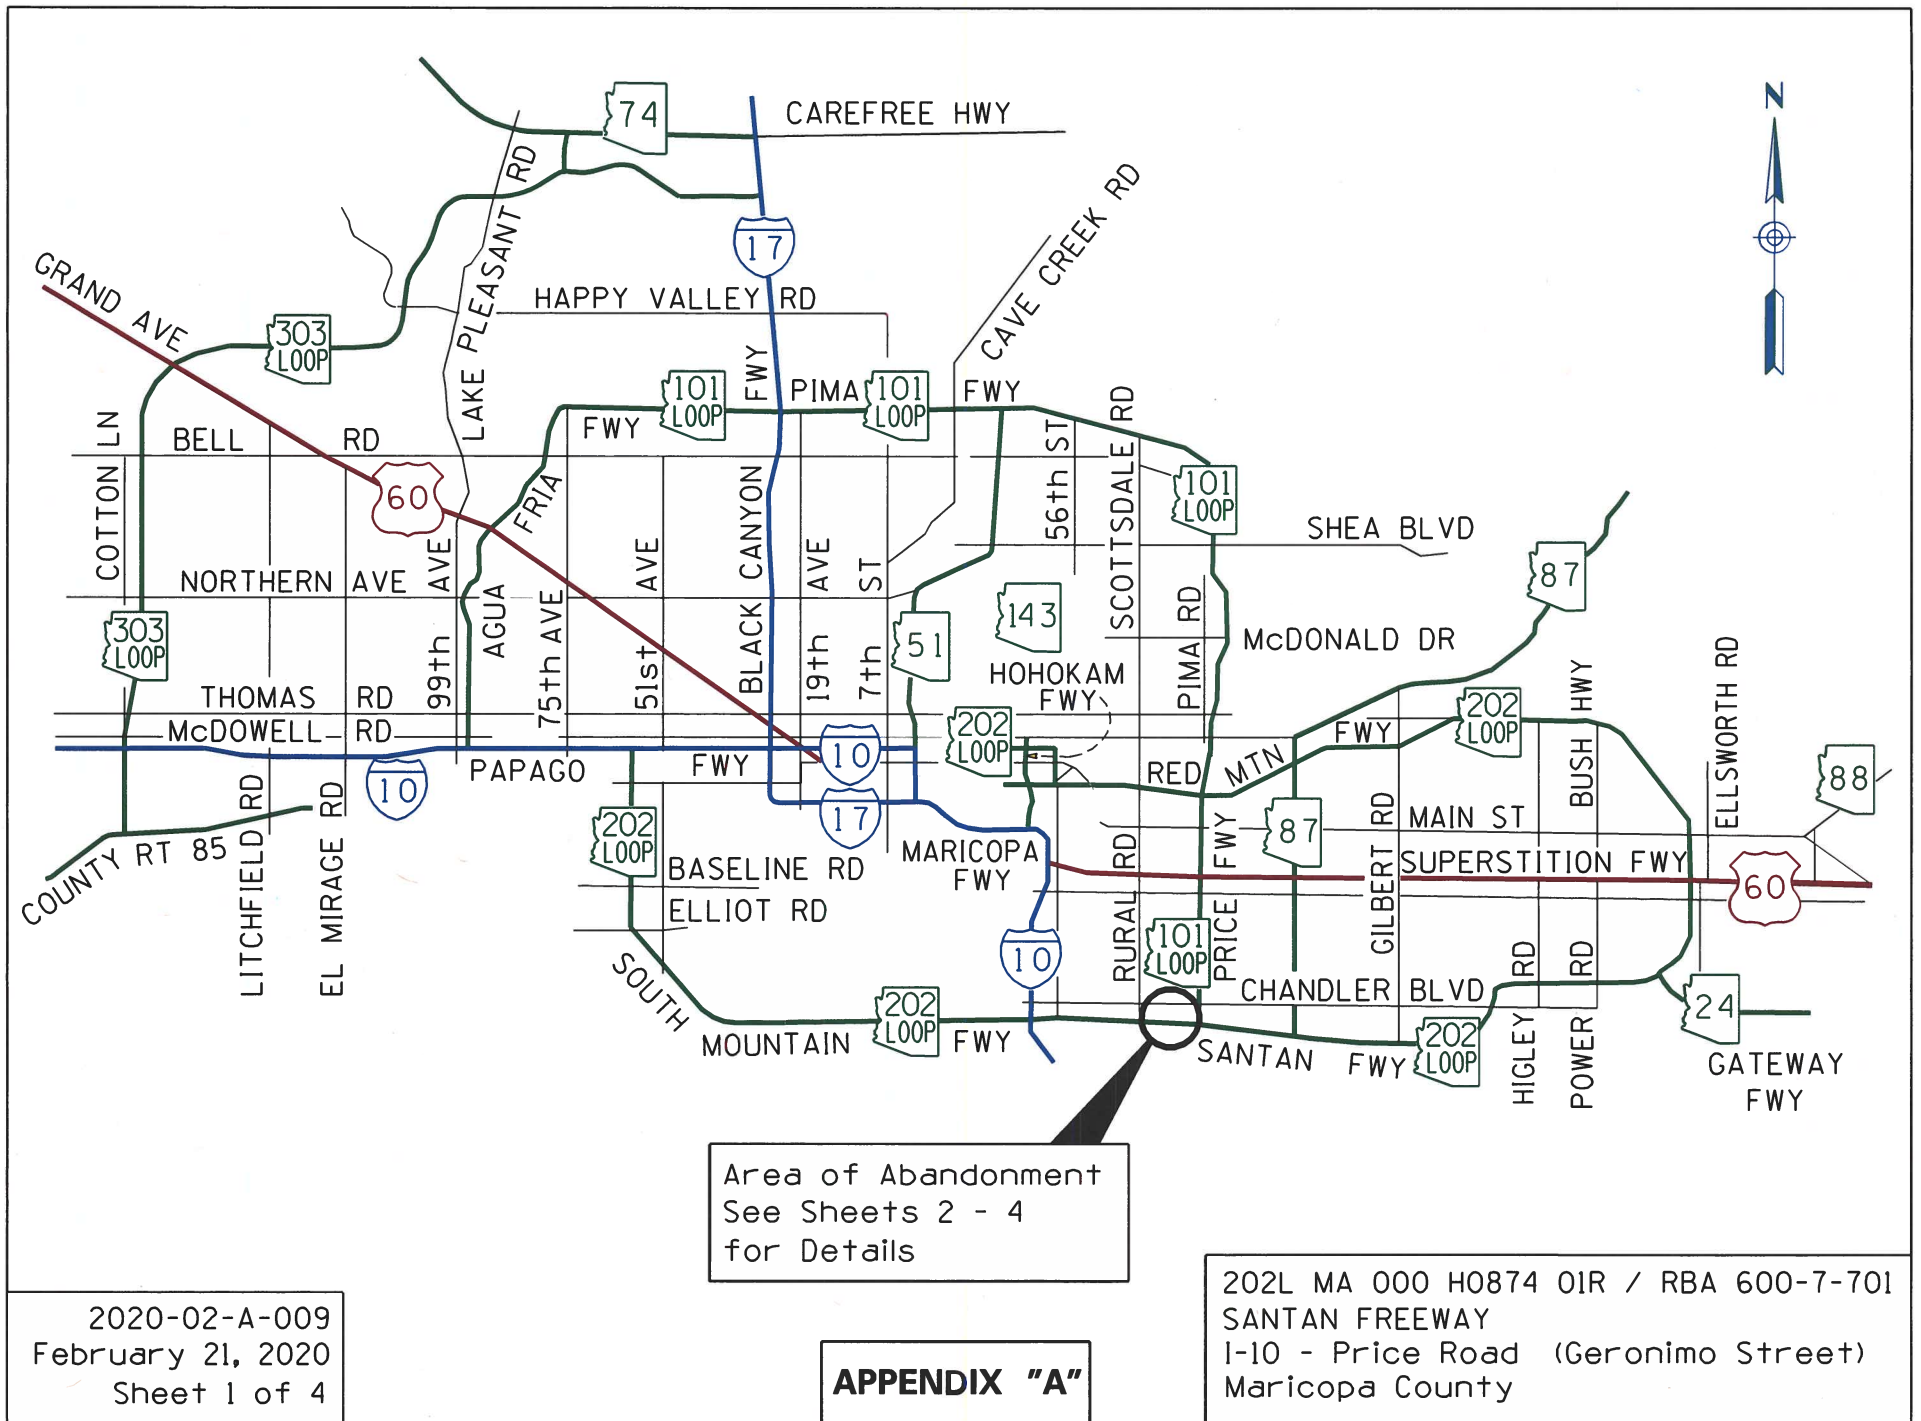 74
CAREFREE HWY
N
LAKE PLEASANT RD
17
CAVE CREEK RD
GRAND AVE
HAPPY VALLEY RD
303
LOOP
101
LOOP
FWY
PIMA
101
LOOP
FWY
FWY
COTTON LN
BELL RD
60
FRIA
AGUA
BLACK CANYON
56th ST
SCOTTSDALE RD
101
LOOP
SHEA BLVD
87
NORTHERN AVE
99th AVE
75th AVE
51st AVE
19th AVE
7th ST
143
51
303
LOOP
PIMA RD
McDONALD DR
HOHOKAM
FWY
THOMAS RD
McDOWELL RD
202
LOOP
10
PAPAGO FWY
10
17
RED MTN FWY
202
LOOP
BUSH HWY
ELLSWORTH RD
88
COUNTY RT 85
LITCHFIELD RD
EL MIRAGE RD
202
LOOP
BASELINE RD
ELLIOT RD
MARICOPA
FWY
87
GILBERT RD
MAIN ST
SUPERSTITION FWY
60
RURAL RD
PRICE FWY
PRICE
101
LOOP
10
CHANDLER BLVD
HIGLEY RD
POWER RD
24
GATEWAY
FWY
SOUTH
MOUNTAIN
202
LOOP
FWY
SANTAN FWY
202
LOOP
Area of Abandonment
See Sheets 2 - 4
for Details
2020-02-A-009
February 21, 2020
Sheet 1 of 4
APPENDIX "A"
202L MA 000 H0874 01R / RBA 600-7-701
SANTAN FREEWAY
I-10 - Price Road (Geronimo Street)
Maricopa County